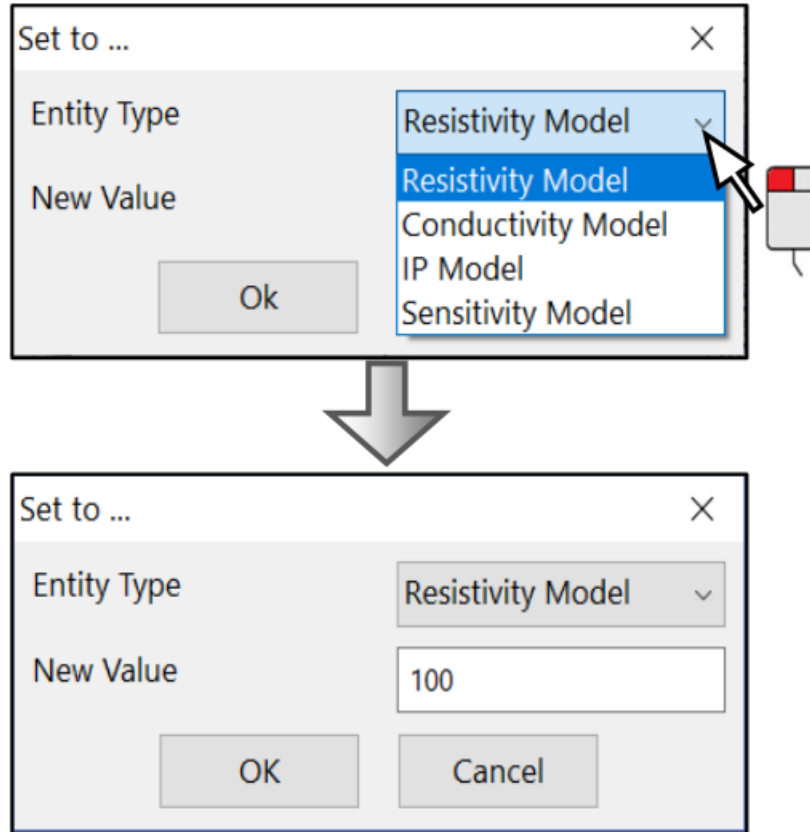 Set to ...
Entity Type
Resistivity Model
Resistivity Model
New Value
Conductivity Model
IP Model
Ok
Sensitivity Model
Set to ...
Entity Type
Resistivity Model
New Value
100
OK
Cancel